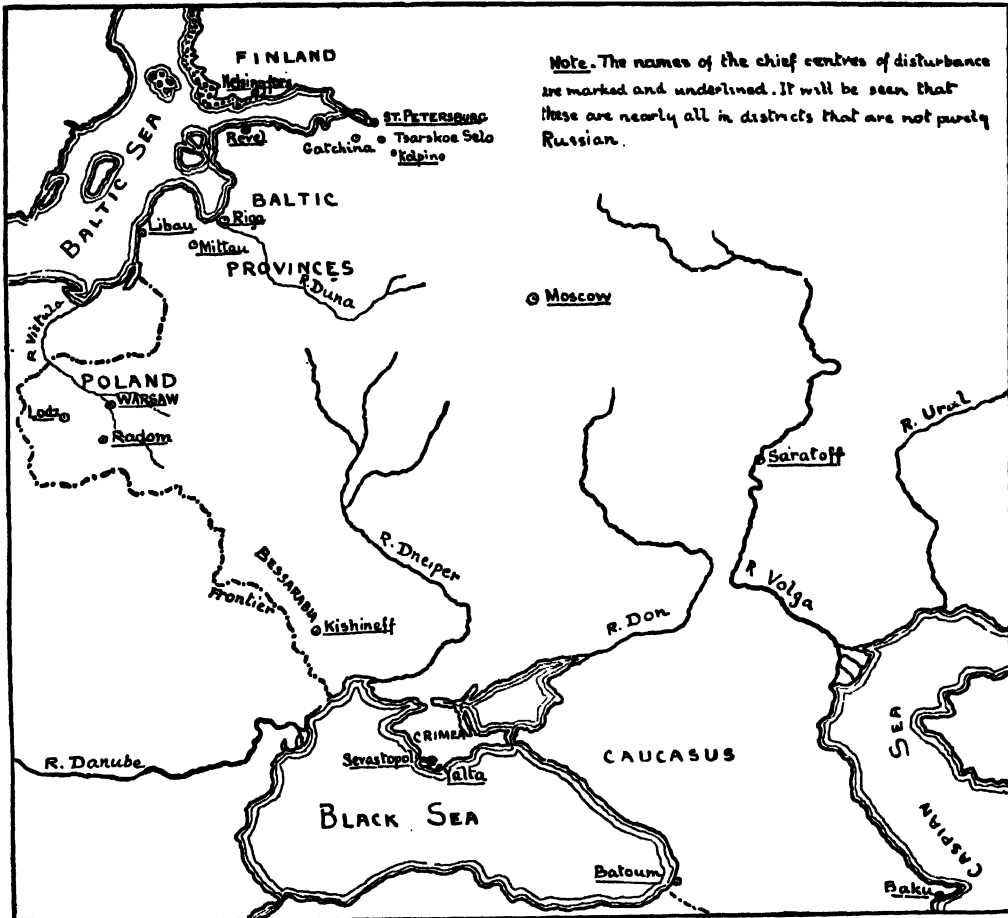 FINLAND
Note. The names of the chief centres of disturbance
are marked and underlined. It will be seen that
these are nearly all in districts that are not purely
Russian.
Helsingfors
ST. PETERSBURG
Revel
Gatchina
Tsarskoe Selo
Kolpino
BALTIC SEA
BALTIC
PROVINCES
Libau
Riga
Mittau
R. Duna
Moscow
R Vistula
POLAND
WARSAW
Lodz
Radom
R. Ural
Saratoff
R. Dneiper
BESSARABIA
Frontier
Kishineff
R Volga
R. Don
CRIMEA
Sevastopol
Yalta
CAUCASUS
R. Danube
BLACK SEA
CASPIAN SEA
Batoum
Baku